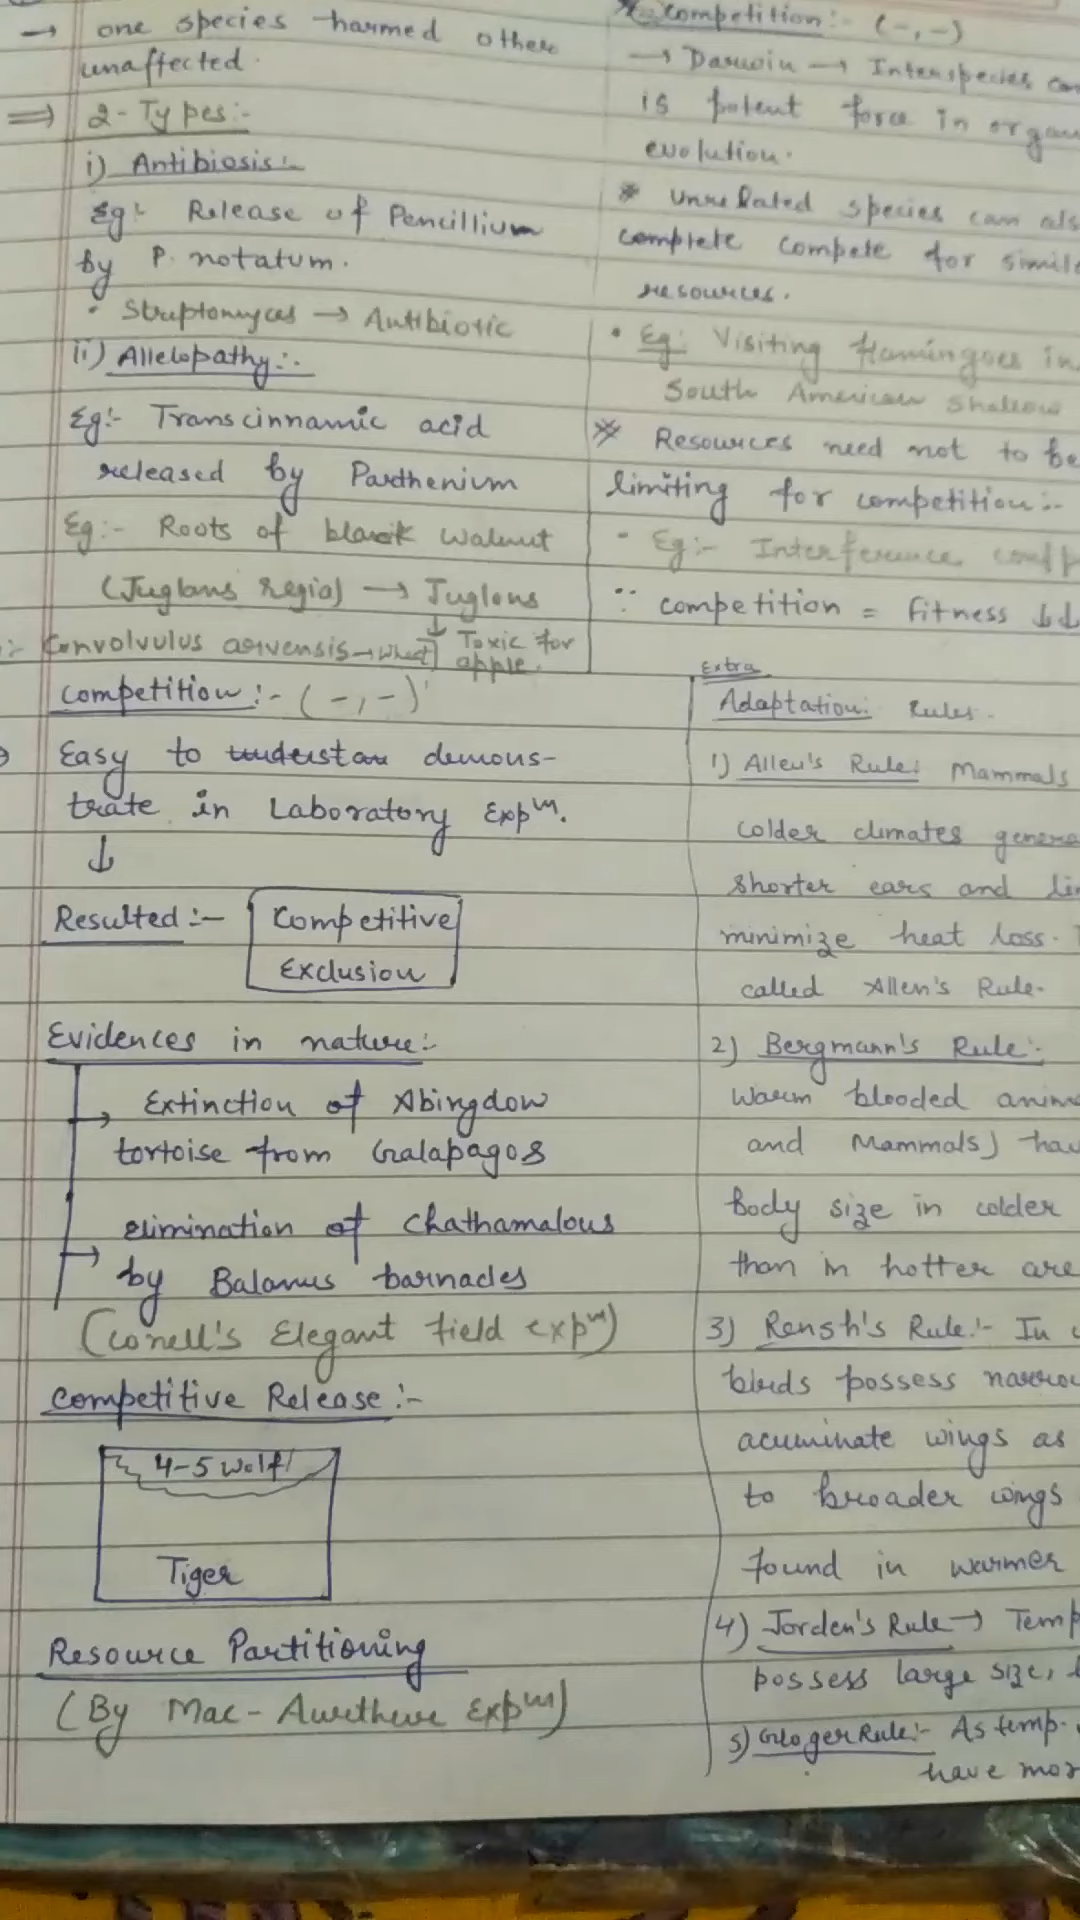 → one species harmed other
unaffected.
⇒ 2-Types:-
i) Antibiosis:-
Eg:- Release of Pencillium
by P. notatum.
• Streptomyces → Antibiotic
ii) Allelopathy:-
Eg:- Transcinnamic acid
released by Parthenium
Eg:- Roots of black walnut
(Juglans regia) → Juglons
↓ Toxic for
apple.
:- Convolvulus arvensis →
Competition :- (-,-)
→ Darwin → Interspecies
is potent force in
evolution.
* Unrelated species can
complete compete for
resources.
• Eg: Visiting flamingoes in
South American shallow
* Resources need not to be
limiting for competition:-
- Eg:- Interference
∵ competition = fitness ↓↓
Competition :- (-,-)
Easy to understan demons-
trate in Laboratory Expᵐ.
↓
Resulted :- Competitive
Exclusion
Evidences in nature:-
→ Extinction of Abingdow
tortoise from Galapagos
→ elimination of Chathamalous
by Balanus barnacles
(Conell's Elegant field expᵐ)
Competitive Release :-
4-5 Wolf
Tiger
Resource Partitioning
(By Mac- Awrthwr Expᵐ)
Extra
Adaptation: Rules.
1) Allen's Rule: Mammals
colder climates
shorter ears and
minimize heat loss.
called Allen's Rule.
2) Bergmann's Rule:-
Warm blooded
and Mammals)
Body size in colder
than in hotter
3) Rensh's Rule:- In
birds possess
acuminate wings as
to broader wings
found in warmer
4) Jorden's Rule →
possess large size,
5) Gloger Rule:- As temp.
have